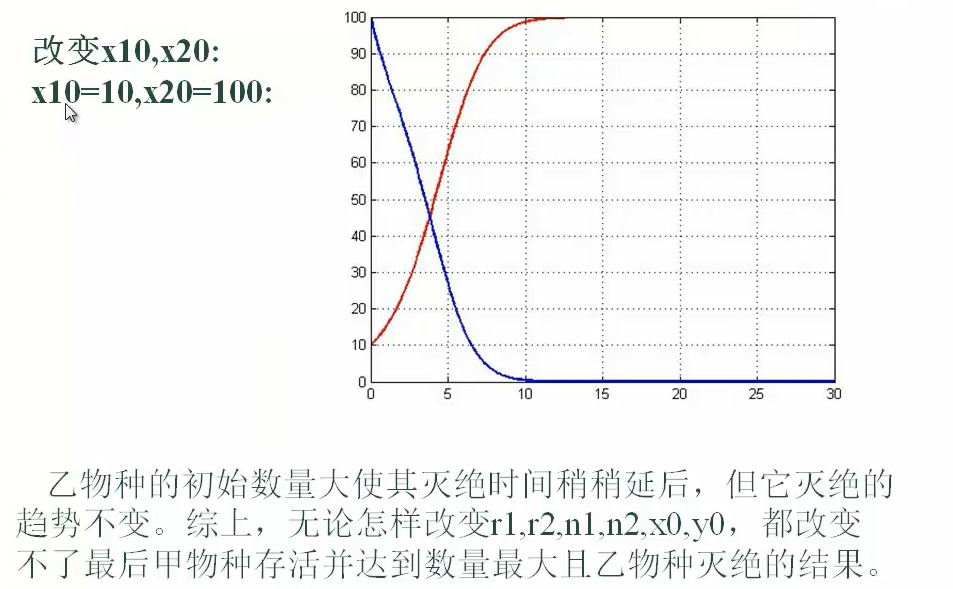 改变x10,x20:
x10=10,x20=100:
100
90
80
70
60
50
40
30
20
10
0
0 5 10 15 20 25 30
乙物种的初始数量大使其灭绝时间稍稍延后，但它灭绝的
趋势不变。综上，无论怎样改变r1,r2,n1,n2,x0,y0，都改变
不了最后甲物种存活并达到数量最大且乙物种灭绝的结果。